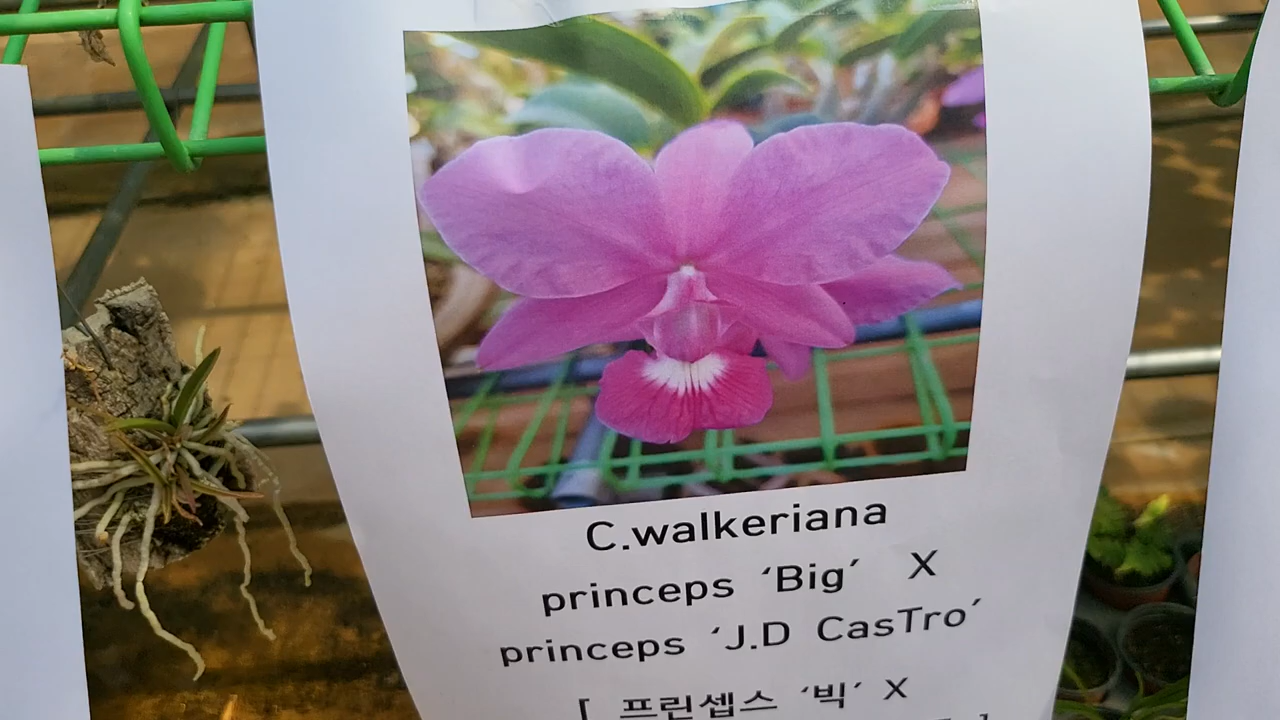 C.walkeriana
princeps ‘Big’ X
princeps ‘J.D CasTro’
[ 프린셉스 ‘빅’ X